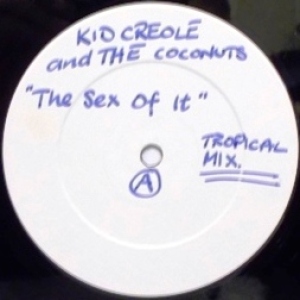 KID CREOLE
and THE COCONUTS
"The Sex Of It"
TROPICAL
MIX.
A